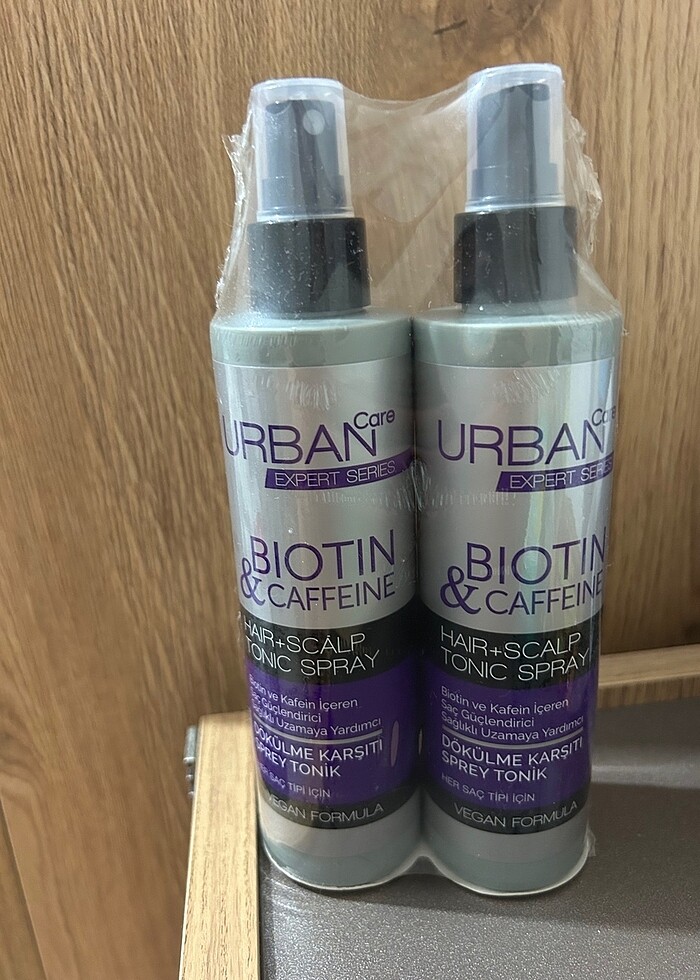 URBAN Care
EXPERT SERIES
BIOTIN
& CAFFEINE
HAIR+SCALP
TONIC SPRAY
Biotin ve Kafein İçeren
Saç Güçlendirici
Sağlıklı Uzamaya Yardımcı
DÖKÜLME KARŞITI
SPREY TONİK
HER SAÇ TİPİ İÇİN
VEGAN FORMULA
URBAN Care
EXPERT SERIES
BIOTIN
& CAFFEINE
HAIR+SCALP
TONIC SPRAY
Biotin ve Kafein İçeren
Saç Güçlendirici
Sağlıklı Uzamaya Yardımcı
DÖKÜLME KARŞITI
SPREY TONİK
HER SAÇ TİPİ İÇİN
VEGAN FORMULA